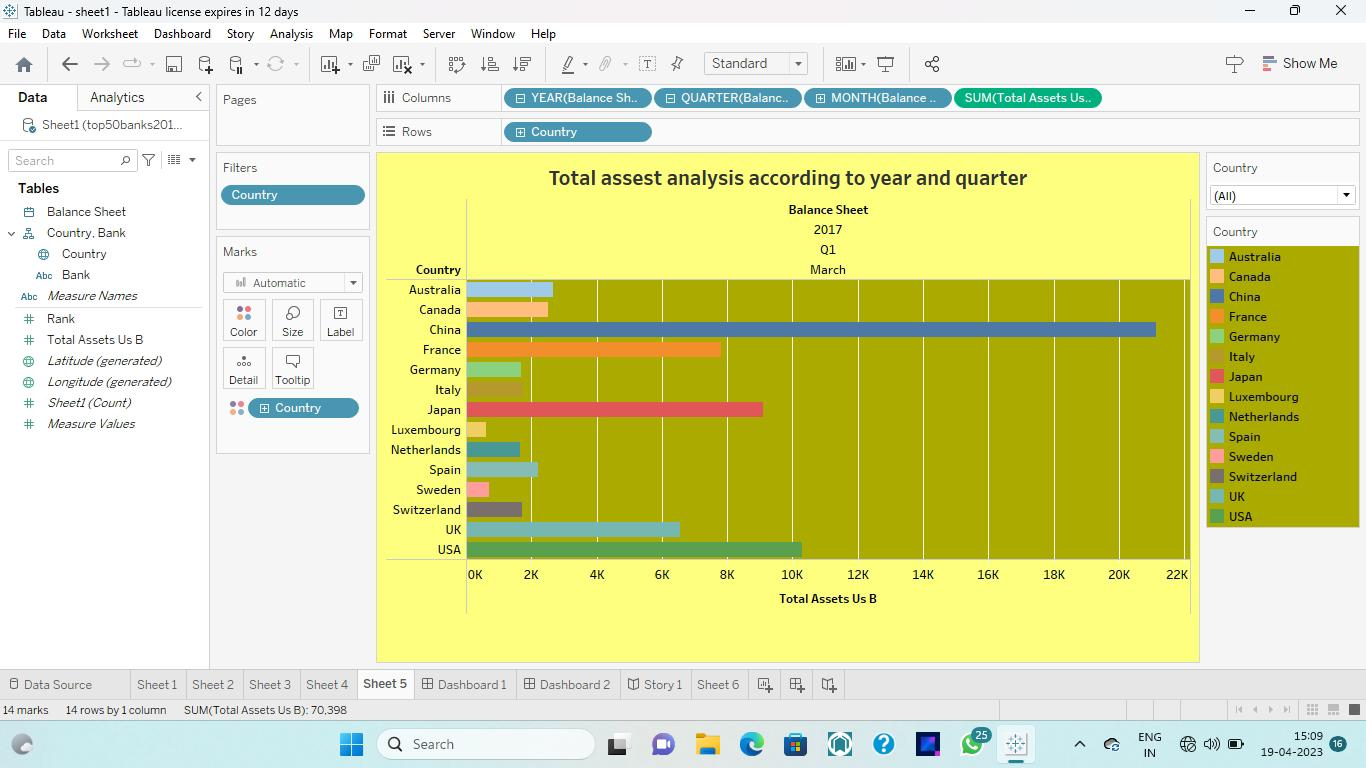 Tableau - sheet1 - Tableau license expires in 12 days
File Data Worksheet Dashboard Story Analysis Map Format Server Window Help
Standard
Show Me
Data Analytics
Sheet1 (top50banks201...
Search
Tables
Balance Sheet
Country, Bank
Country
Abc Bank
Abc Measure Names
Rank
Total Assets Us B
Latitude (generated)
Longitude (generated)
Sheet1 (Count)
Measure Values
Pages
Filters
Country
Marks
Automatic
Color Size Label
Detail Tooltip
Country
Columns YEAR(Balance Sh.. QUARTER(Balanc.. MONTH(Balance .. SUM(Total Assets Us..
Rows Country
Total assest analysis according to year and quarter
Balance Sheet
2017
Q1
Country March
Australia
Canada
China
France
Germany
Italy
Japan
Luxembourg
Netherlands
Spain
Sweden
Switzerland
UK
USA
0K 2K 4K 6K 8K 10K 12K 14K 16K 18K 20K 22K
Total Assets Us B
Country
(All)
Country
Australia
Canada
China
France
Germany
Italy
Japan
Luxembourg
Netherlands
Spain
Sweden
Switzerland
UK
USA
Data Source Sheet 1 Sheet 2 Sheet 3 Sheet 4 Sheet 5 Dashboard 1 Dashboard 2 Story 1 Sheet 6
14 marks 14 rows by 1 column SUM(Total Assets Us B): 70,398
Search
25
ENG
IN
15:09
19-04-2023
16